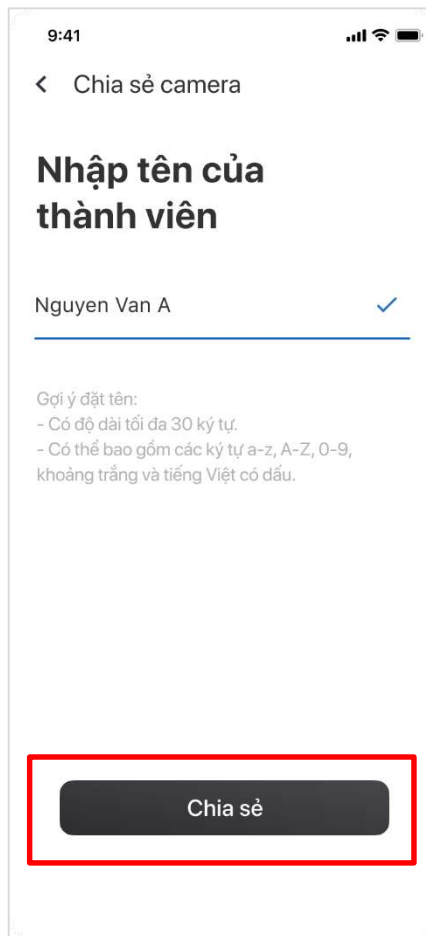 9:41
Chia sẻ camera
Nhập tên của
thành viên
Nguyen Van A
Gợi ý đặt tên:
- Có độ dài tối đa 30 ký tự.
- Có thể bao gồm các ký tự a-z, A-Z, 0-9,
khoảng trắng và tiếng Việt có dấu.
Chia sẻ